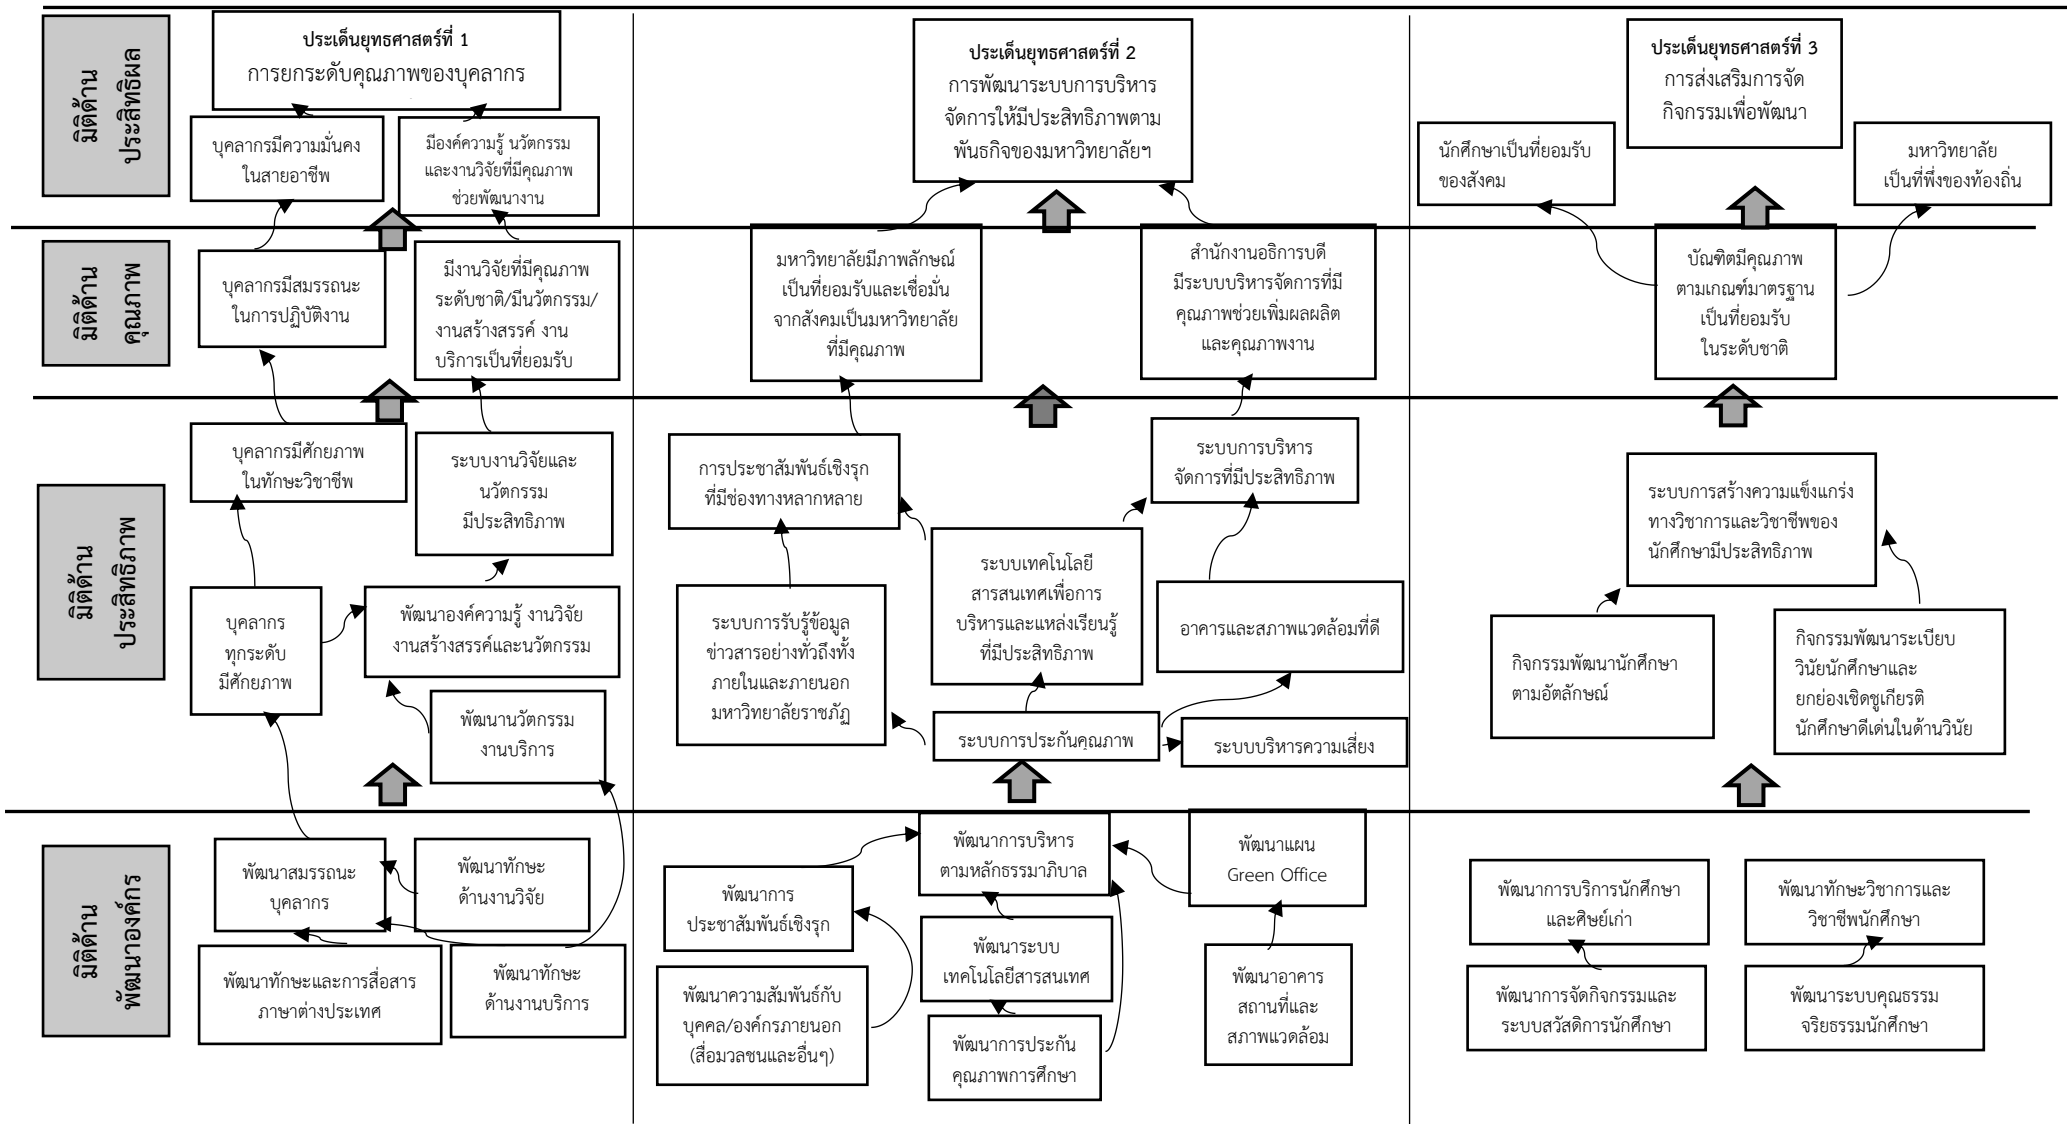 มิติด้าน
ประสิทธิผล
ประเด็นยุทธศาสตร์ที่ 1
การยกระดับคุณภาพของบุคลากร
บุคลากรมีความมั่นคง
ในสายอาชีพ
มีองค์ความรู้ นวัตกรรม
และงานวิจัยที่มีคุณภาพ
ช่วยพัฒนางาน
ประเด็นยุทธศาสตร์ที่ 2
การพัฒนาระบบการบริหาร
จัดการให้มีประสิทธิภาพตาม
พันธกิจของมหาวิทยาลัยฯ
ประเด็นยุทธศาสตร์ที่ 3
การส่งเสริมการจัด
กิจกรรมเพื่อพัฒนา
นักศึกษาเป็นที่ยอมรับ
ของสังคม
มหาวิทยาลัย
เป็นที่พึ่งของท้องถิ่น
มิติด้าน
คุณภาพ
บุคลากรมีสมรรถนะ
ในการปฏิบัติงาน
มีงานวิจัยที่มีคุณภาพ
ระดับชาติ/มีนวัตกรรม/
งานสร้างสรรค์ งาน
บริการเป็นที่ยอมรับ
มหาวิทยาลัยมีภาพลักษณ์
เป็นที่ยอมรับและเชื่อมั่น
จากสังคมเป็นมหาวิทยาลัย
ที่มีคุณภาพ
สำนักงานอธิการบดี
มีระบบบริหารจัดการที่มี
คุณภาพช่วยเพิ่มผลผลิต
และคุณภาพงาน
บัณฑิตมีคุณภาพ
ตามเกณฑ์มาตรฐาน
เป็นที่ยอมรับ
ในระดับชาติ
มิติด้าน
ประสิทธิภาพ
บุคลากรมีศักยภาพ
ในทักษะวิชาชีพ
ระบบงานวิจัยและ
นวัตกรรม
มีประสิทธิภาพ
บุคลากร
ทุกระดับ
มีศักยภาพ
พัฒนาองค์ความรู้ งานวิจัย
งานสร้างสรรค์และนวัตกรรม
พัฒนานวัตกรรม
งานบริการ
การประชาสัมพันธ์เชิงรุก
ที่มีช่องทางหลากหลาย
ระบบการบริหาร
จัดการที่มีประสิทธิภาพ
ระบบการรับรู้ข้อมูล
ข่าวสารอย่างทั่วถึงทั้ง
ภายในและภายนอก
มหาวิทยาลัยราชภัฏ
ระบบเทคโนโลยี
สารสนเทศเพื่อการ
บริหารและแหล่งเรียนรู้
ที่มีประสิทธิภาพ
อาคารและสภาพแวดล้อมที่ดี
ระบบการประกันคุณภาพ
ระบบบริหารความเสี่ยง
ระบบการสร้างความแข็งแกร่ง
ทางวิชาการและวิชาชีพของ
นักศึกษามีประสิทธิภาพ
กิจกรรมพัฒนานักศึกษา
ตามอัตลักษณ์
กิจกรรมพัฒนาระเบียบ
วินัยนักศึกษาและ
ยกย่องเชิดชูเกียรติ
นักศึกษาดีเด่นในด้านวินัย
มิติด้าน
พัฒนาองค์กร
พัฒนาสมรรถนะ
บุคลากร
พัฒนาทักษะ
ด้านงานวิจัย
พัฒนาทักษะและการสื่อสาร
ภาษาต่างประเทศ
พัฒนาทักษะ
ด้านงานบริการ
พัฒนาการ
ประชาสัมพันธ์เชิงรุก
พัฒนาการบริหาร
ตามหลักธรรมาภิบาล
พัฒนาแผน
Green Office
พัฒนาความสัมพันธ์กับ
บุคคล/องค์กรภายนอก
(สื่อมวลชนและอื่นๆ)
พัฒนาระบบ
เทคโนโลยีสารสนเทศ
พัฒนาการประกัน
คุณภาพการศึกษา
พัฒนาอาคาร
สถานที่และ
สภาพแวดล้อม
พัฒนาการบริการนักศึกษา
และศิษย์เก่า
พัฒนาทักษะวิชาการและ
วิชาชีพนักศึกษา
พัฒนาการจัดกิจกรรมและ
ระบบสวัสดิการนักศึกษา
พัฒนาระบบคุณธรรม
จริยธรรมนักศึกษา